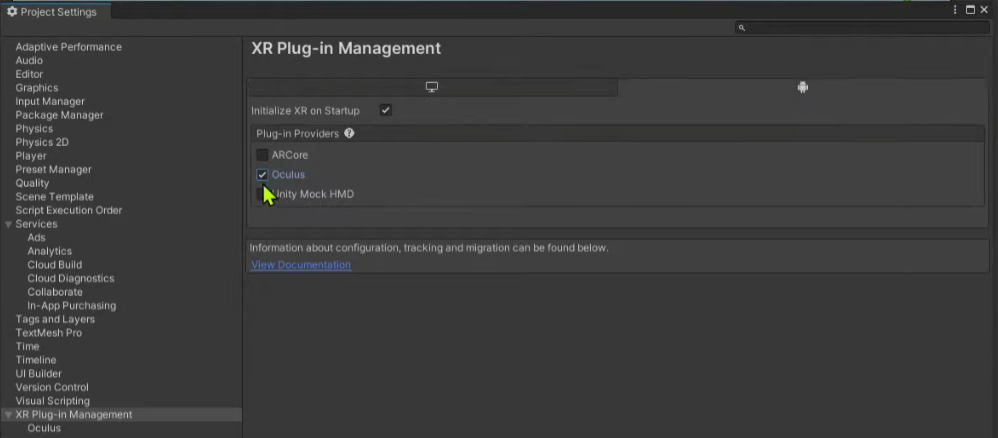 Project Settings
Adaptive Performance
Audio
Editor
Graphics
Input Manager
Package Manager
Physics
Physics 2D
Player
Preset Manager
Quality
Scene Template
Script Execution Order
Services
Ads
Analytics
Cloud Build
Cloud Diagnostics
Collaborate
In-App Purchasing
Tags and Layers
TextMesh Pro
Time
Timeline
UI Builder
Version Control
Visual Scripting
XR Plug-in Management
Oculus
XR Plug-in Management
Initialize XR on Startup
Plug-in Providers
ARCore
Oculus
Unity Mock HMD
Information about configuration, tracking and migration can be found below.
View Documentation